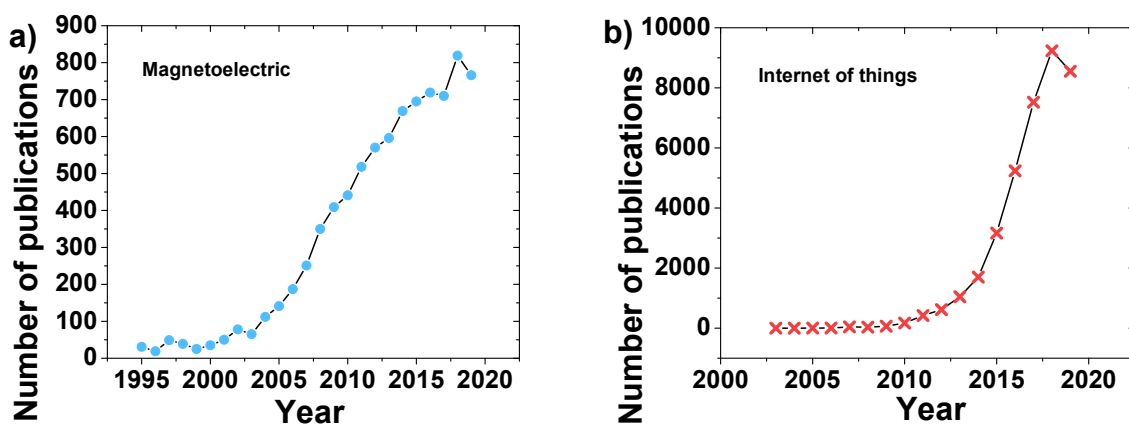 a)
Magnetoelectric
Number of publications
900
800
700
600
500
400
300
200
100
0
1995 2000 2005 2010 2015 2020
Year
b)
Internet of things
Number of publications
10000
8000
6000
4000
2000
0
2000 2005 2010 2015 2020
Year